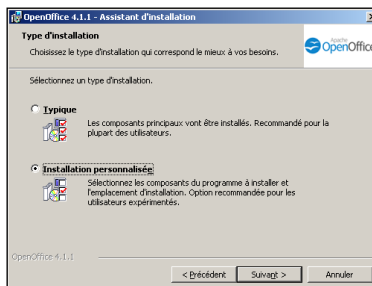 OpenOffice 4.1.1 - Assistant d'installation
Type d'installation
Choisissez le type d'installation qui correspond le mieux à vos besoins.
Apache
OpenOffice
Sélectionnez un type d'installation.
Typique
Les composants principaux vont être installés. Recommandé pour la
plupart des utilisateurs.
Installation personnalisée
Sélectionnez les composants du programme à installer et
l'emplacement d'installation. Option recommandée pour les
utilisateurs expérimentés.
OpenOffice 4.1.1
< Précédent
Suivant >
Annuler